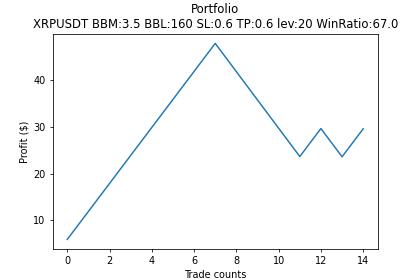 Portfolio
XRPUSDT BBM:3.5 BBL:160 SL:0.6 TP:0.6 lev:20 WinRatio:67.0
40
30
20
10
Profit ($)
0 2 4 6 8 10 12 14
Trade counts